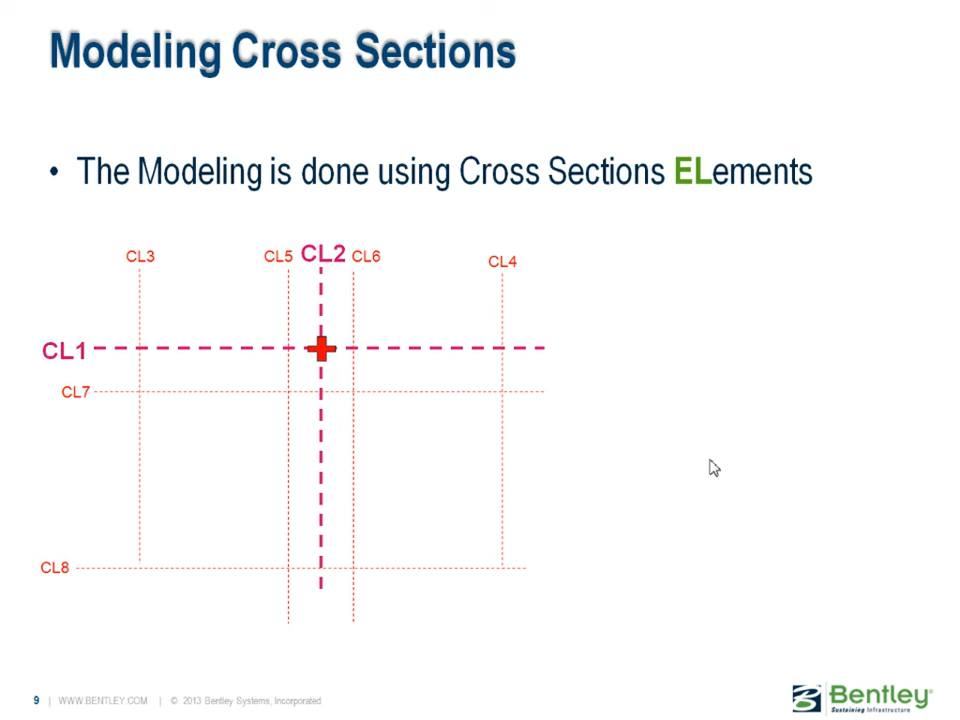 Modeling Cross Sections
• The Modeling is done using Cross Sections ELements
CL3 CL5 CL2 CL6 CL4
CL1
CL7
CL8
9 | WWW.BENTLEY.COM | © 2013 Bentley Systems, Incorporated
Bentley®
Sustaining Infrastructure